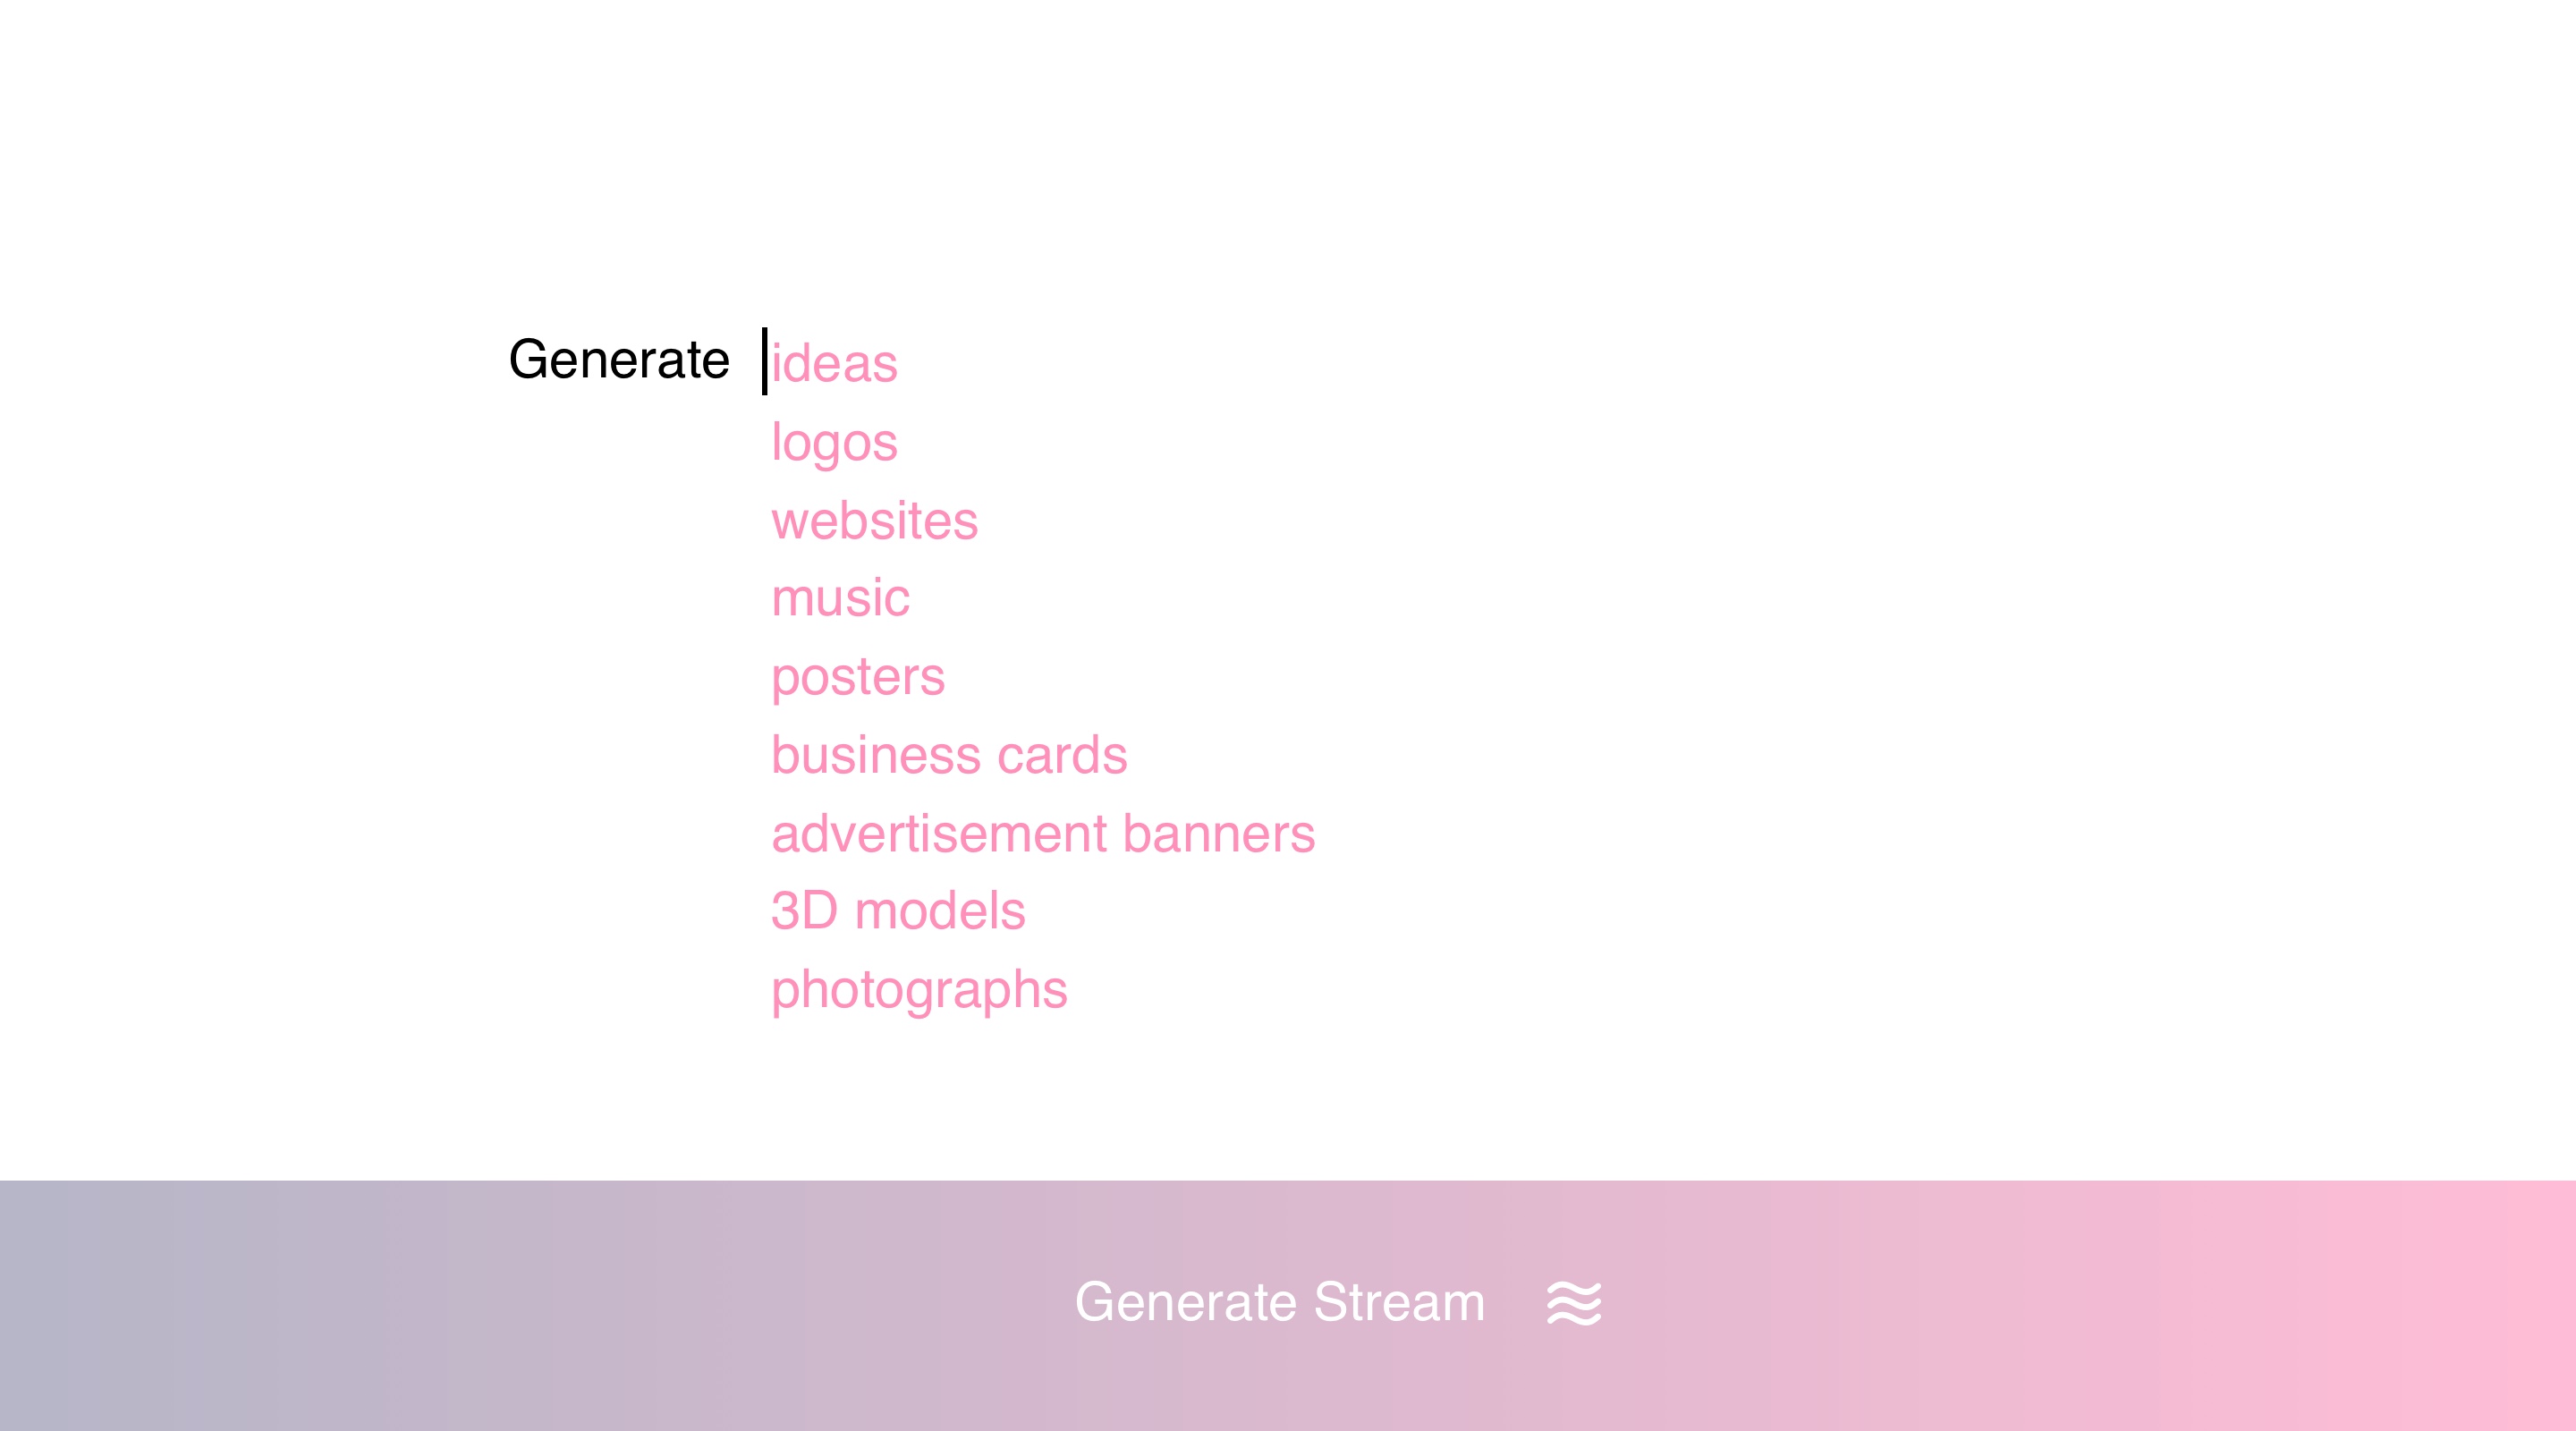 Generate ideas
logos
websites
music
posters
business cards
advertisement banners
3D models
photographs
Generate Stream